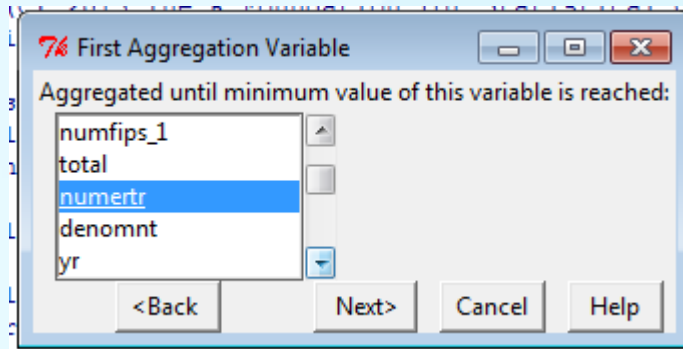 First Aggregation Variable
Aggregated until minimum value of this variable is reached:
numfips_1
total
numertr
denomnt
yr
<Back Next> Cancel Help